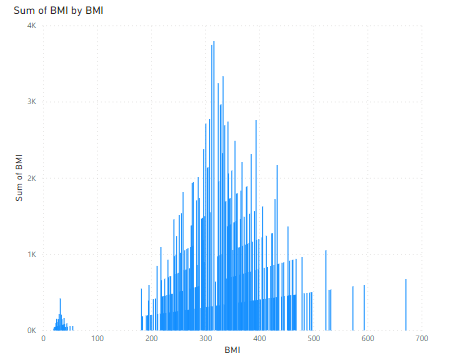 Sum of BMI by BMI
4K
3K
2K
1K
0K
Sum of BMI
0 100 200 300 400 500 600 700
BMI